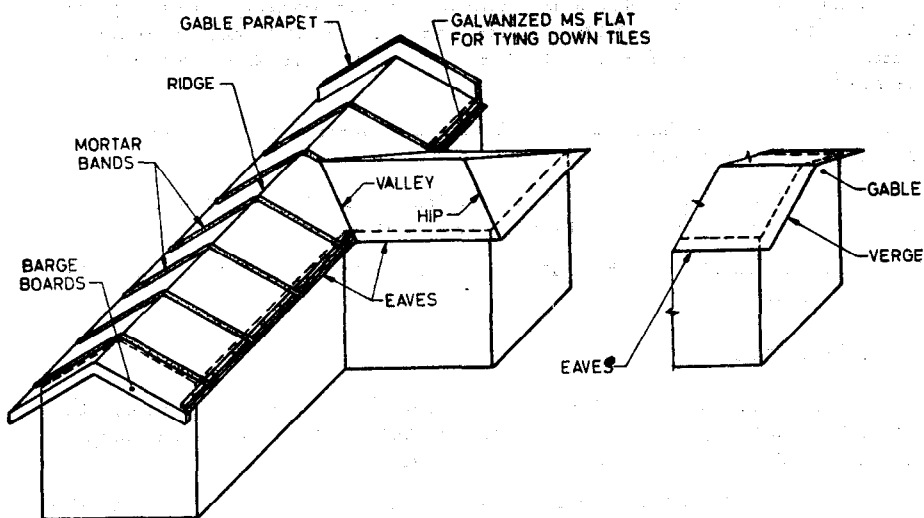 GABLE PARAPET
GALVANIZED MS FLAT
FOR TYING DOWN TILES
RIDGE
MORTAR
BANDS
VALLEY
HIP
GABLE
VERGE
BARGE
BOARDS
EAVES
EAVES